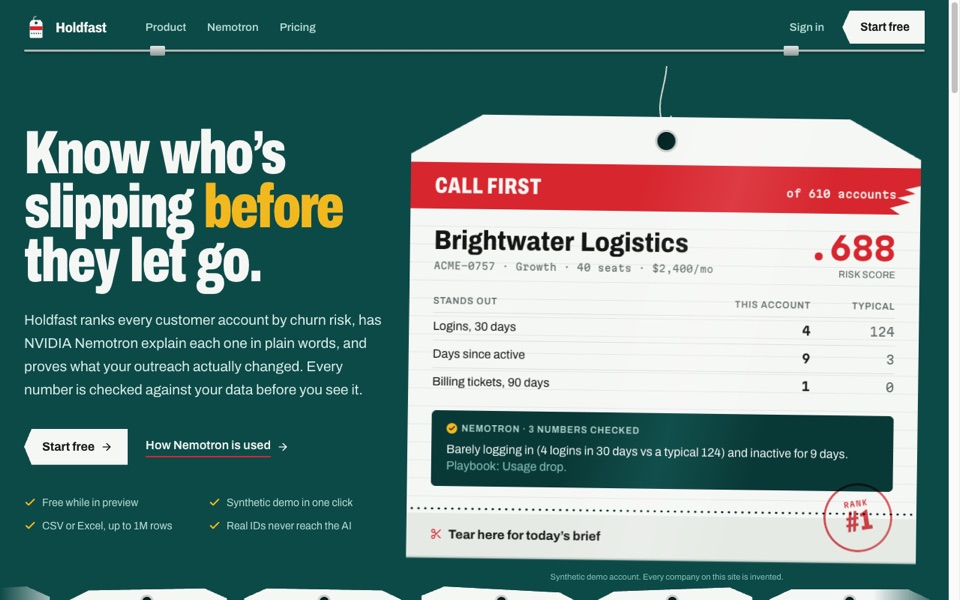 Holdfast
Product
Nemotron
Pricing
Sign in
Start free
Know who's
slipping before
they let go.
Holdfast ranks every customer account by churn risk, has
NVIDIA Nemotron explain each one in plain words, and
proves what your outreach actually changed. Every
number is checked against your data before you see it.
Start free →
How Nemotron is used →
Free while in preview
Synthetic demo in one click
CSV or Excel, up to 1M rows
Real IDs never reach the AI
CALL FIRST
of 610 accounts
Brightwater Logistics
.688
ACME-0757 · Growth · 40 seats · $2,400/mo
RISK SCORE
STANDS OUT THIS ACCOUNT TYPICAL
Logins, 30 days 4 124
Days since active 9 3
Billing tickets, 90 days 1 0
NEMOTRON · 3 NUMBERS CHECKED
Barely logging in (4 logins in 30 days vs a typical 124) and inactive for 9 days.
Playbook: Usage drop.
RANK
#1
Tear here for today's brief
Synthetic demo account. Every company on this site is invented.